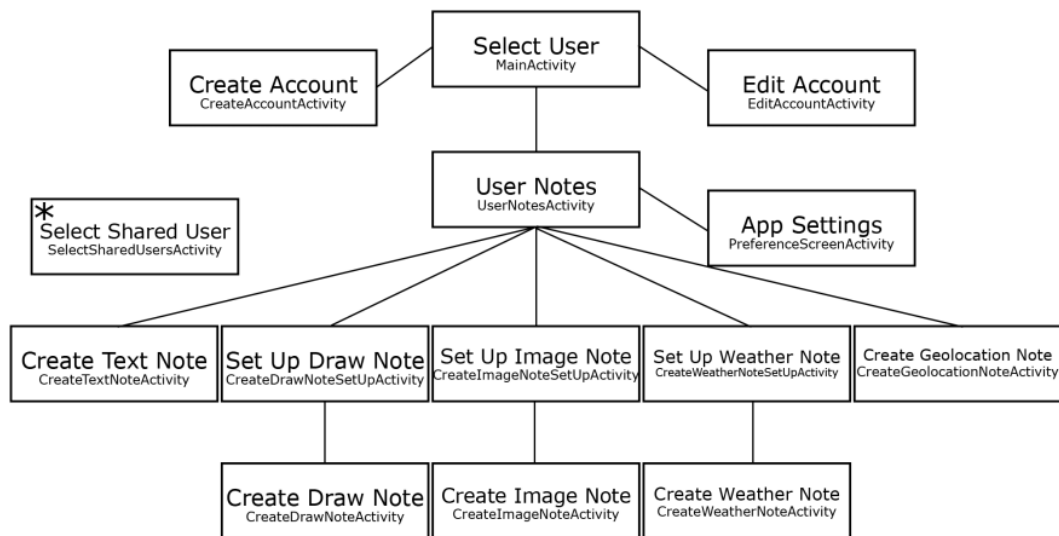 Select User
MainActivity
Create Account
CreateAccountActivity
Edit Account
EditAccountActivity
User Notes
UserNotesActivity
*
Select Shared User
SelectSharedUsersActivity
App Settings
PreferenceScreenActivity
Create Text Note
CreateTextNoteActivity
Set Up Draw Note
CreateDrawNoteSetUpActivity
Set Up Image Note
CreateImageNoteSetUpActivity
Set Up Weather Note
CreateWeatherNoteSetUpActivity
Create Geolocation Note
CreateGeolocationNoteActivity
Create Draw Note
CreateDrawNoteActivity
Create Image Note
CreateImageNoteActivity
Create Weather Note
CreateWeatherNoteActivity